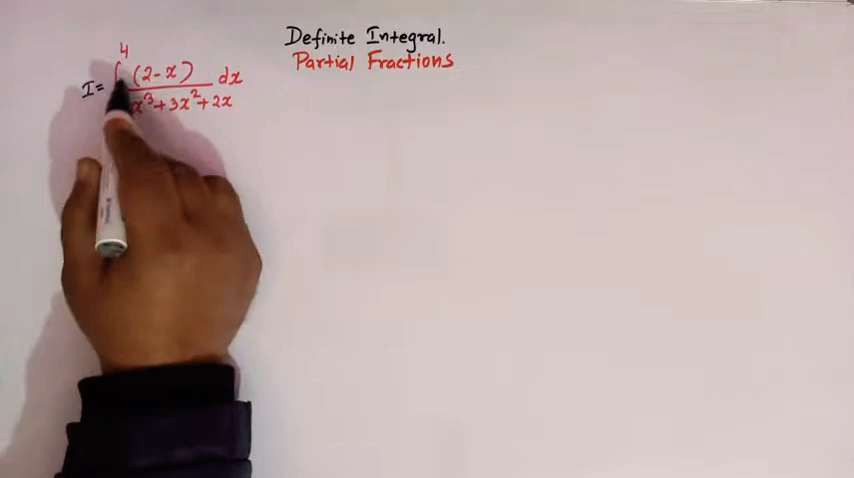 Definite Integral.
Partial Fractions
4
I= ∫ (2-x) dx
x³+3x²+2x